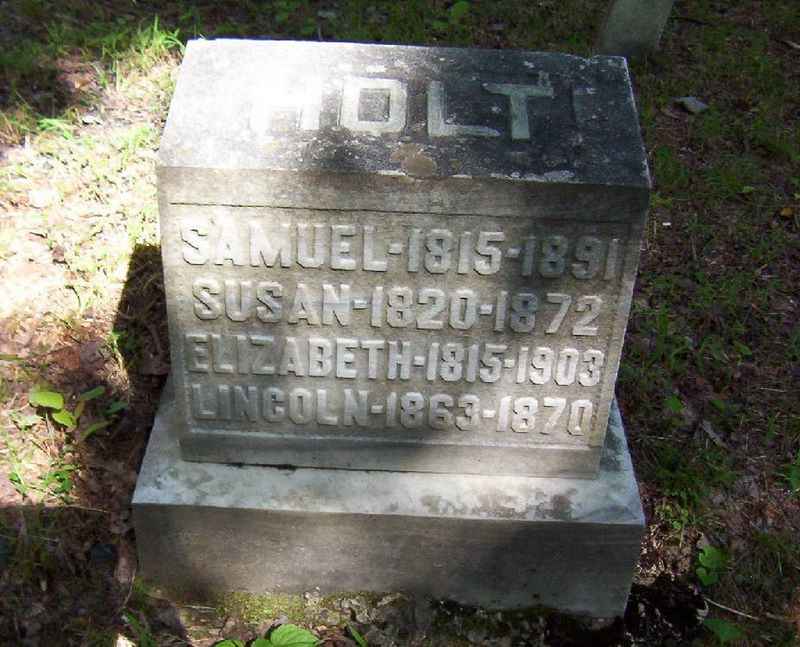 HOLT
SAMUEL-1815-1891
SUSAN-1820-1872
ELIZABETH-1815-1903
LINCOLN-1863-1870